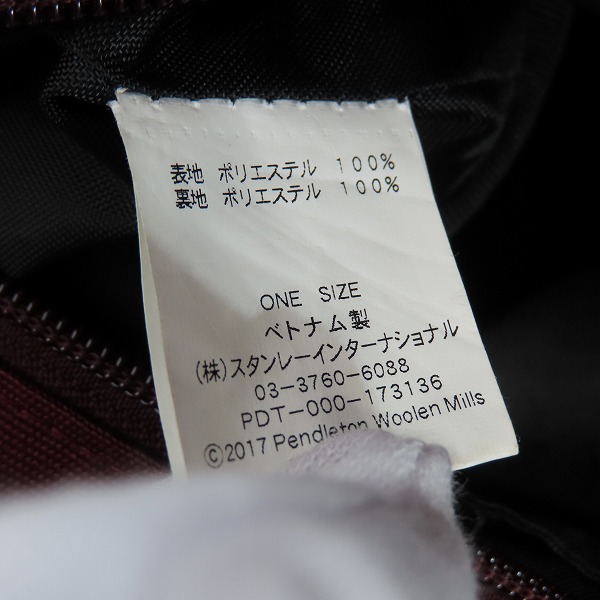 表地 ポリエステル 100%
裏地 ポリエステル 100%
ONE SIZE
ベトナム製
(株)スタンレーインターナショナル
03-3760-6088
PDT-000-173136
©2017 Pendleton Woolen Mills